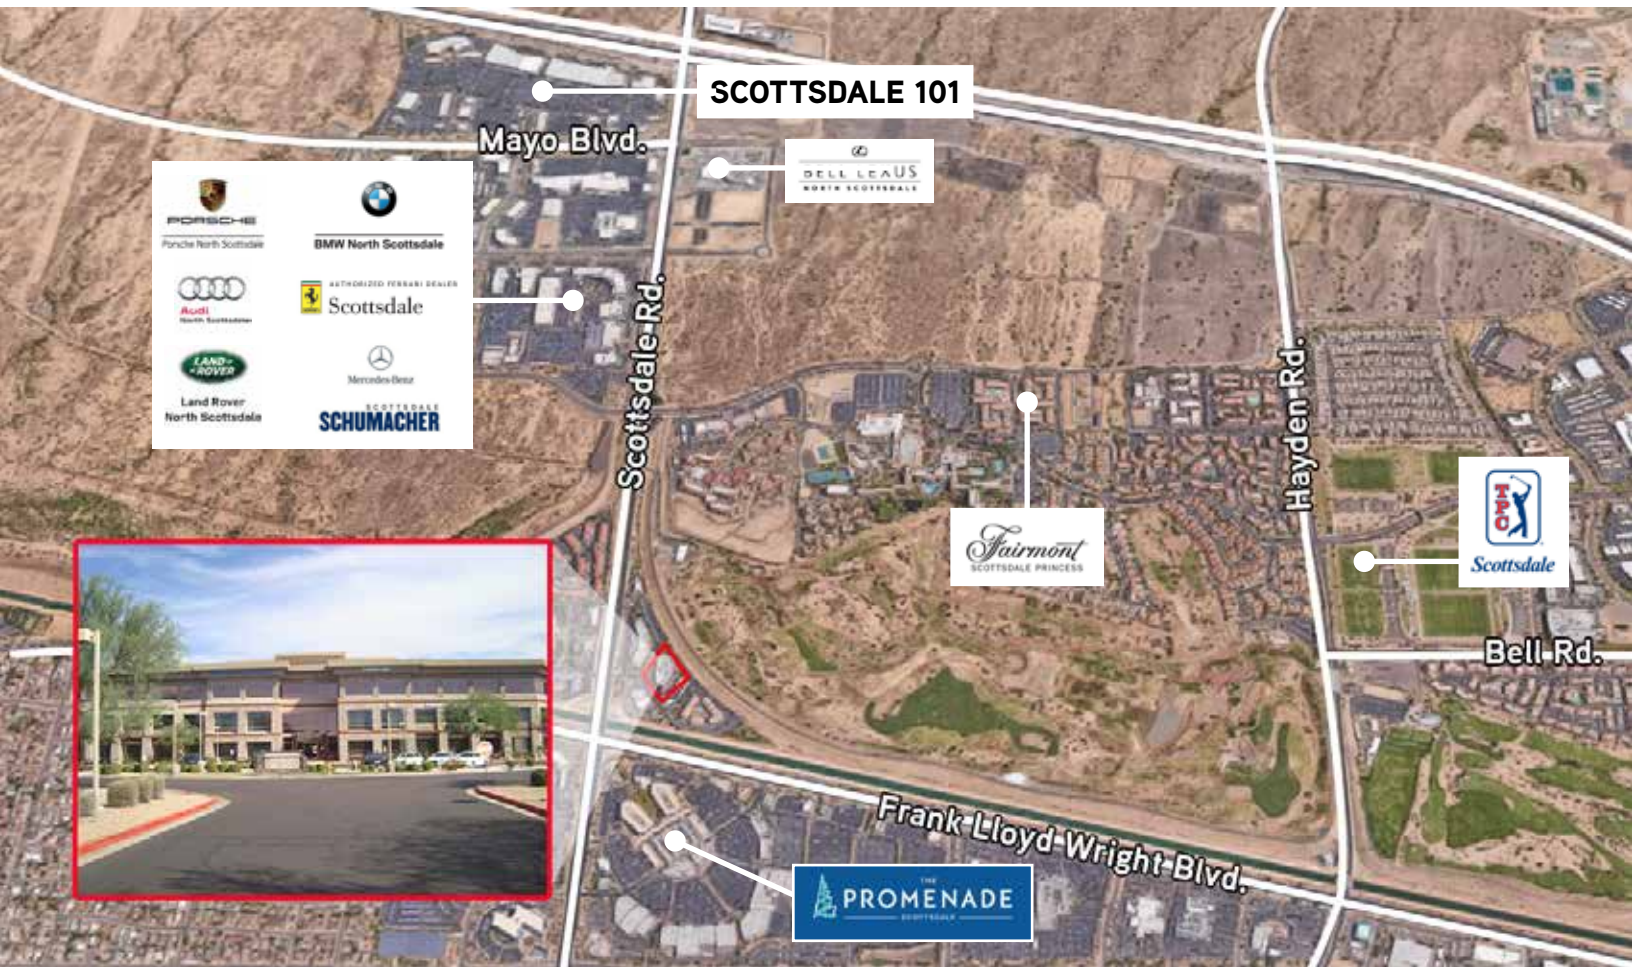 SCOTTSDALE 101
Mayo Blvd.
BELL LEXUS
NORTH SCOTTSDALE
PORSCHE
Porsche North Scottsdale
BMW North Scottsdale
Audi
North Scottsdale
AUTHORIZED FERRARI DEALER
Scottsdale
LAND-
-ROVER
Land Rover
North Scottsdale
Mercedes-Benz
SCOTTSDALE
SCHUMACHER
Scottsdale Rd.
Hayden Rd.
Fairmont
SCOTTSDALE PRINCESS
TPC
Scottsdale
Bell Rd.
Frank Lloyd Wright Blvd.
THE
PROMENADE
SCOTTSDALE